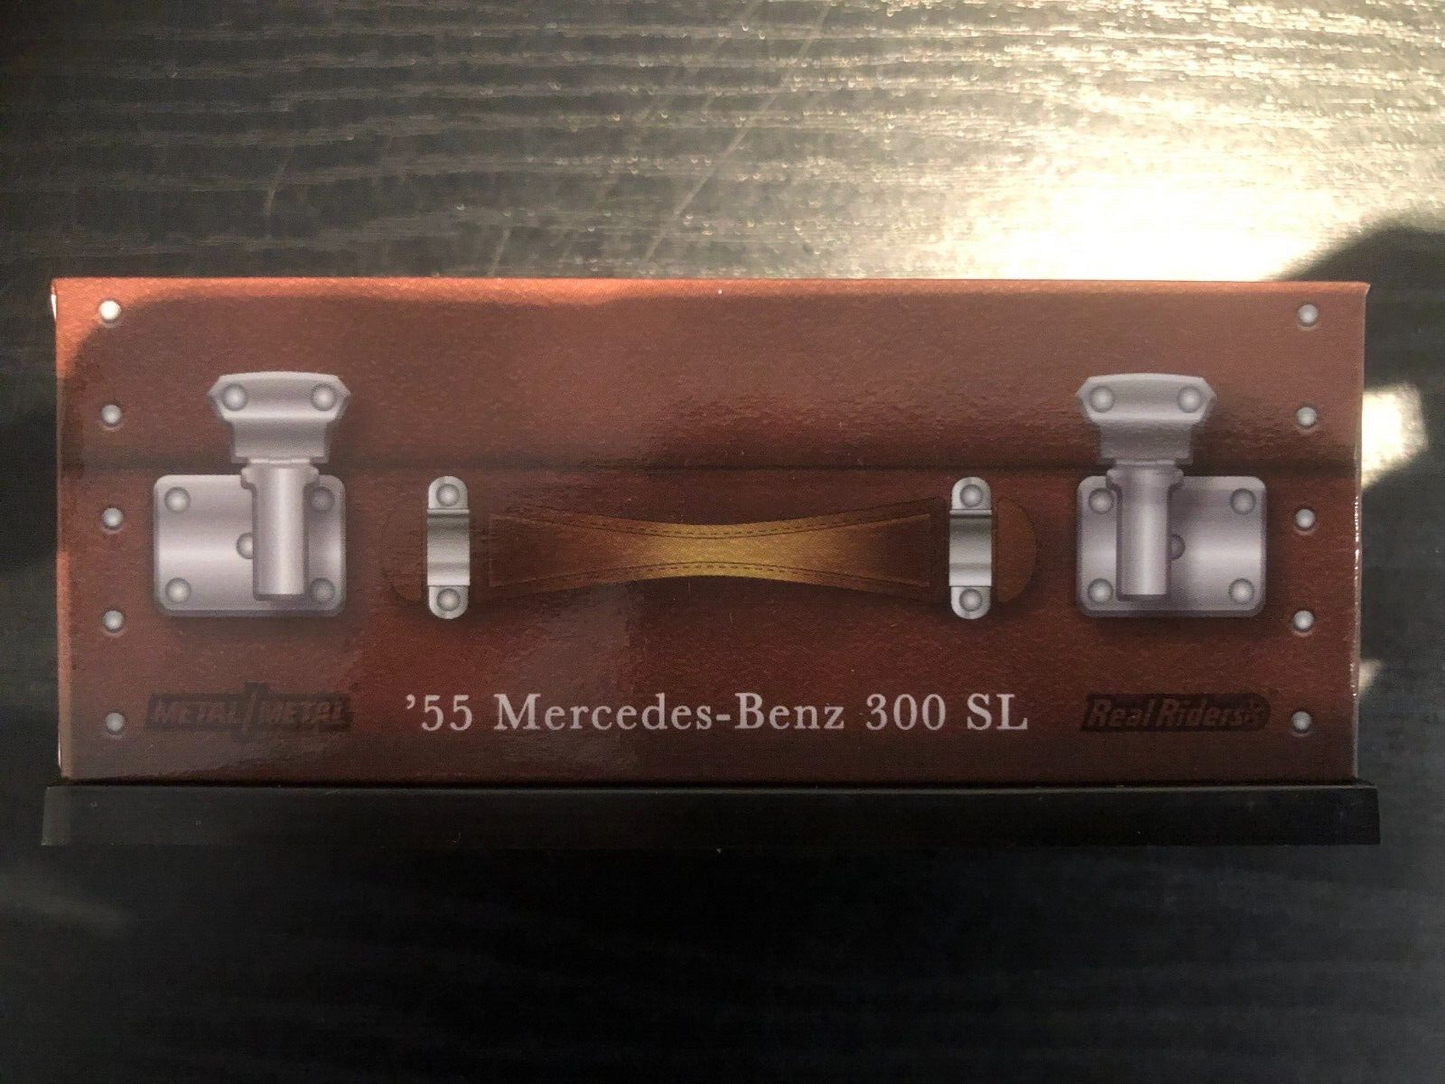 METAL/METAL
'55 Mercedes-Benz 300 SL
Real Riders